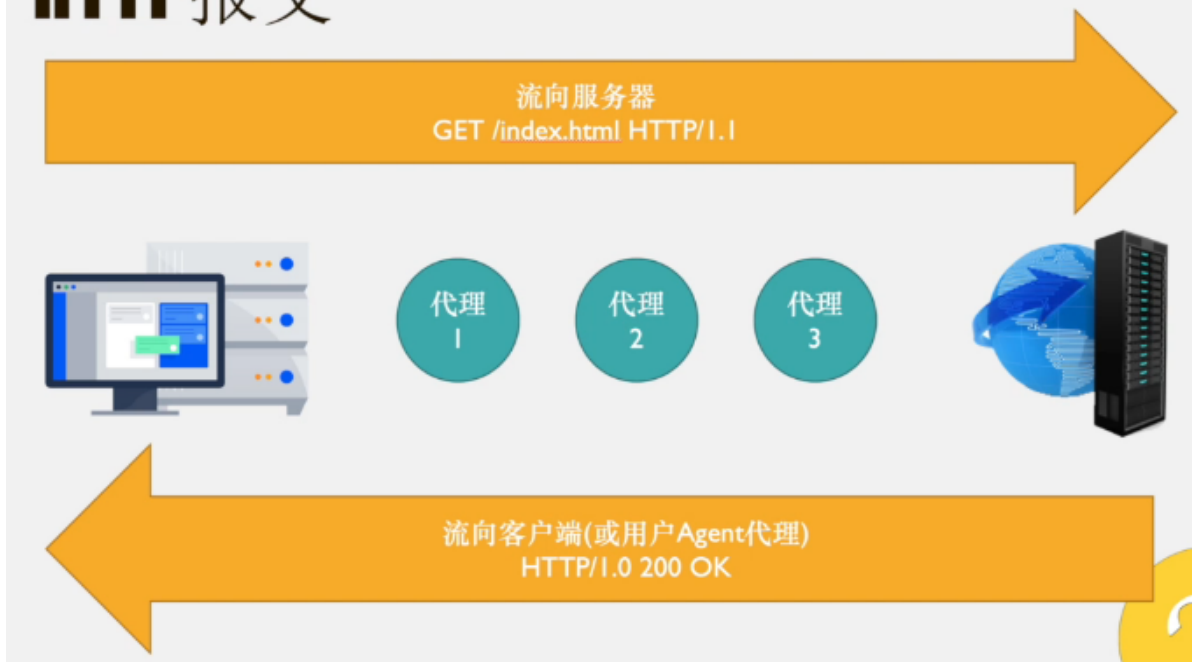 报文
流向服务器
GET /index.html HTTP/1.1
代理
1
代理
2
代理
3
流向客户端(或用户Agent代理)
HTTP/1.0 200 OK